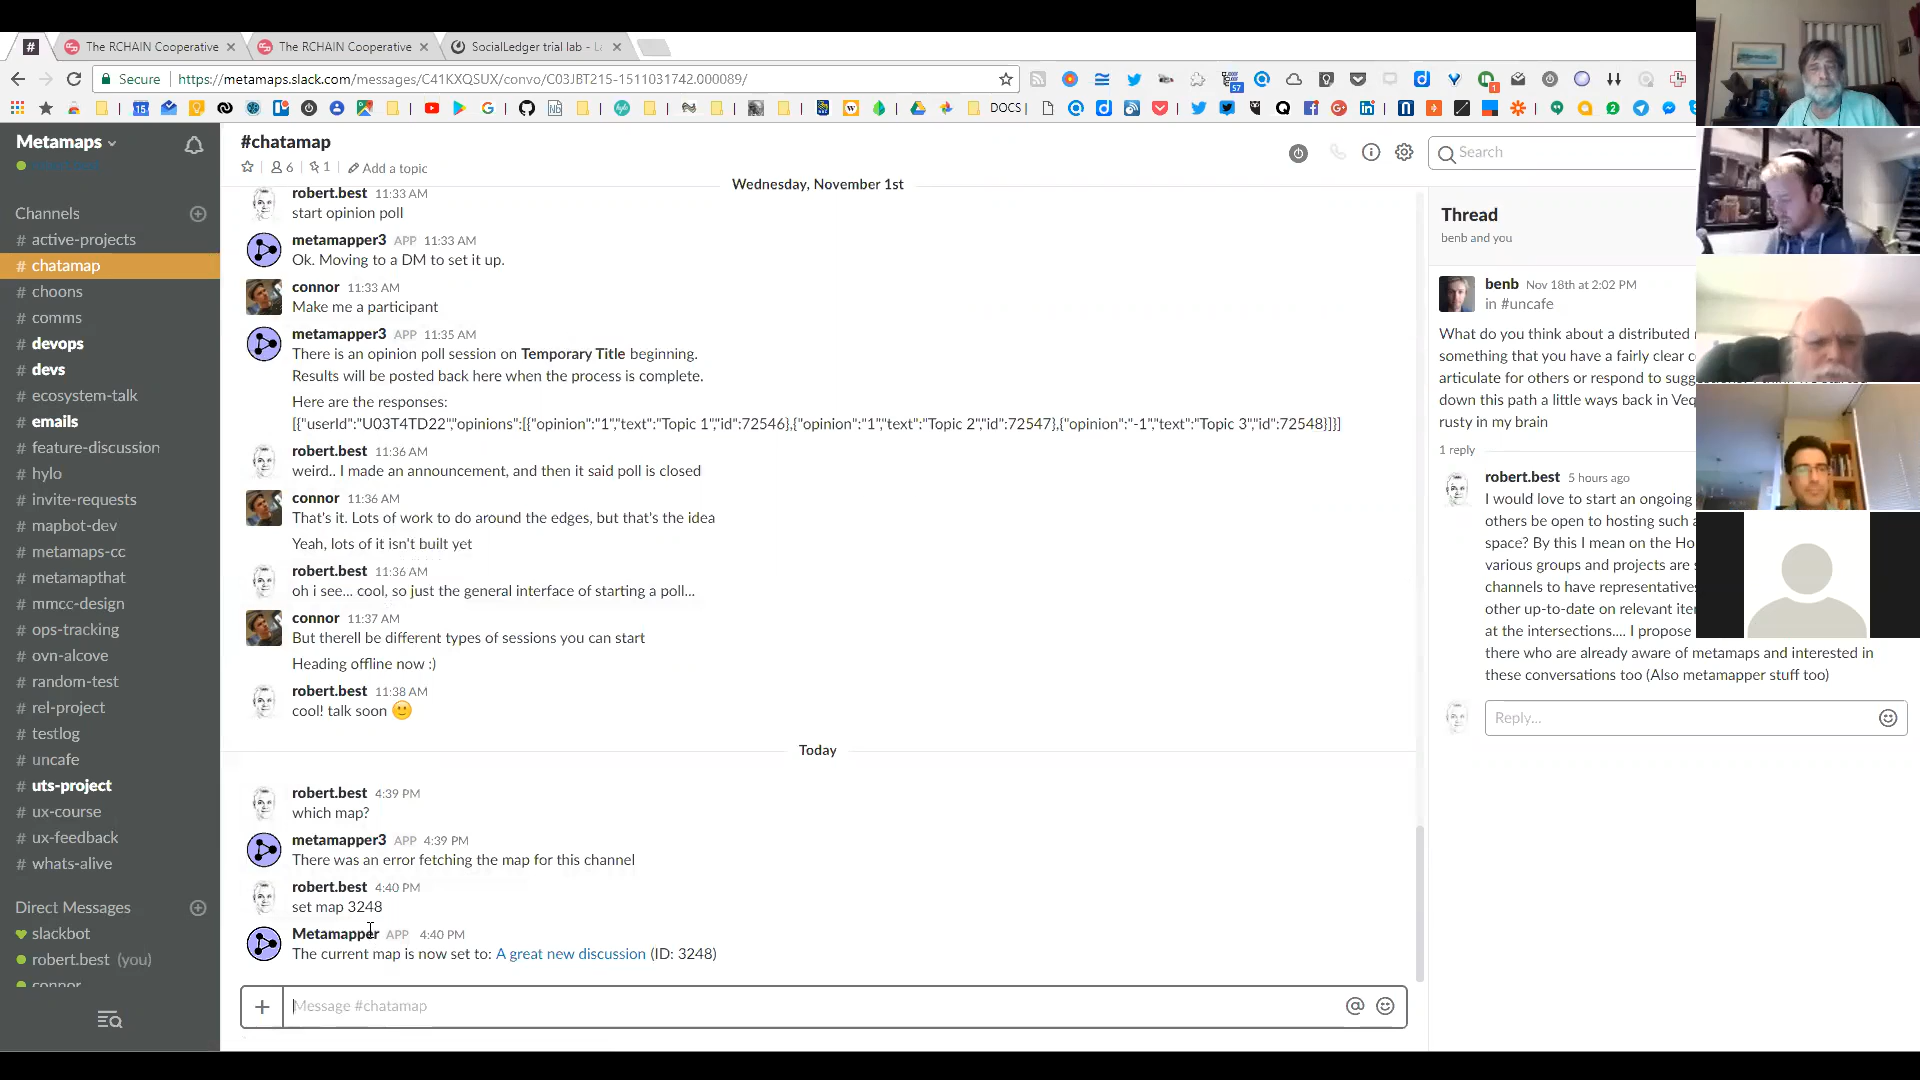 The RCHAIN Cooperative
The RCHAIN Cooperative
SocialLedger trial lab - L
Secure https://metamaps.slack.com/messages/C41KXQSUX/convo/C03JBT215-1511031742.000089/
DOCS
Metamaps
Channels
# active-projects
# chatamap
# choons
# comms
# devops
# devs
# ecosystem-talk
# emails
# feature-discussion
# hylo
# invite-requests
# mapbot-dev
# metamaps-cc
# metamapthat
# mmcc-design
# ops-tracking
# ovn-alcove
# random-test
# rel-project
# testlog
# uncafe
# uts-project
# ux-course
# ux-feedback
# whats-alive
Direct Messages
slackbot
robert.best (you)
connor
#chatamap
6 1 Add a topic
Search
Wednesday, November 1st
robert.best 11:33 AM
start opinion poll
metamapper3 APP 11:33 AM
Ok. Moving to a DM to set it up.
connor 11:33 AM
Make me a participant
metamapper3 APP 11:35 AM
There is an opinion poll session on Temporary Title beginning.
Results will be posted back here when the process is complete.
Here are the responses:
[{"userId":"U03T4TD22","opinions":[{"opinion":"1","text":"Topic 1","id":72546},{"opinion":"1","text":"Topic 2","id":72547},{"opinion":"-1","text":"Topic 3","id":72548}]}]
robert.best 11:36 AM
weird.. I made an announcement, and then it said poll is closed
connor 11:36 AM
That's it. Lots of work to do around the edges, but that's the idea
Yeah, lots of it isn't built yet
robert.best 11:36 AM
oh i see... cool, so just the general interface of starting a poll...
connor 11:37 AM
But therell be different types of sessions you can start
Heading offline now :)
robert.best 11:38 AM
cool! talk soon
Today
robert.best 4:39 PM
which map?
metamapper3 APP 4:39 PM
There was an error fetching the map for this channel
robert.best 4:40 PM
set map 3248
Metamapper APP 4:40 PM
The current map is now set to: A great new discussion (ID: 3248)
Message #chatamap
Thread
benb and you
benb Nov 18th at 2:02 PM
in #uncafe
What do you think about a distributed
something that you have a fairly clear
articulate for others or respond to
down this path a little ways back in
rusty in my brain
1 reply
robert.best 5 hours ago
I would love to start an ongoing
others be open to hosting such
space? By this I mean on the
various groups and projects are
channels to have representatives
other up-to-date on relevant
at the intersections.... I propose
there who are already aware of metamaps and interested in
these conversations too (Also metamapper stuff too)
Reply...